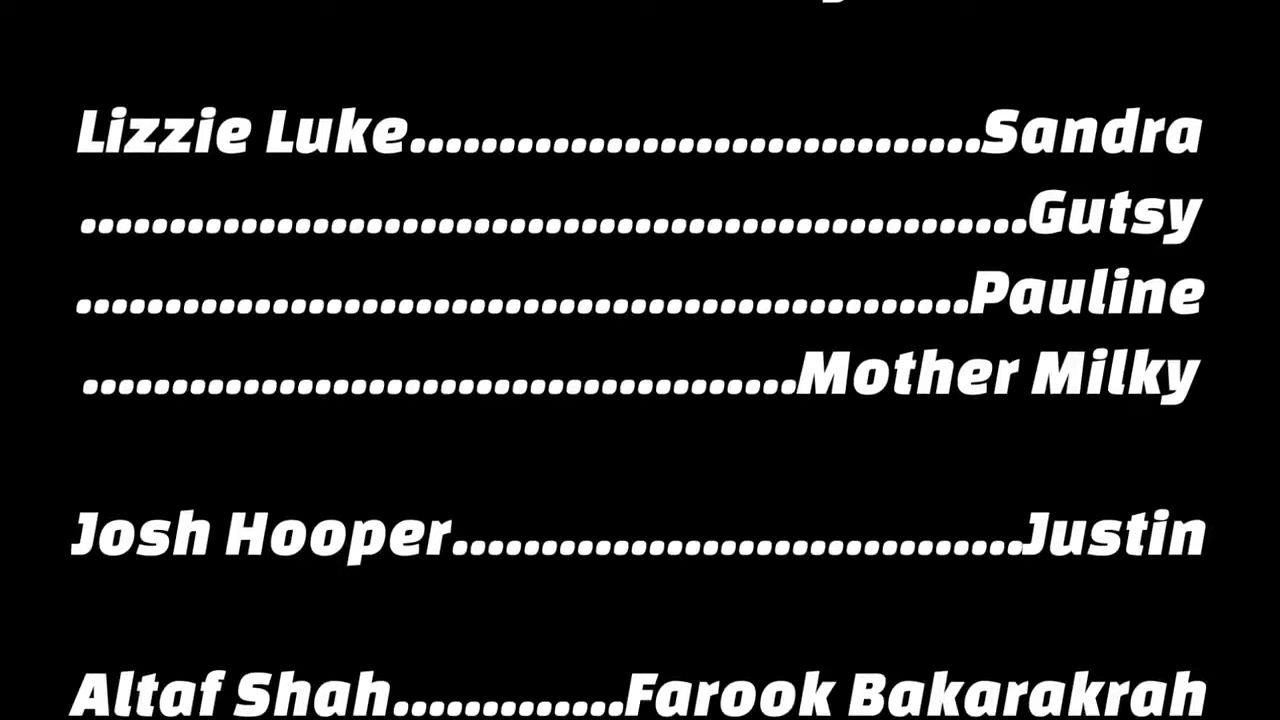 Lizzie Luke................................Sandra
.....................................................Gutsy
..................................................Pauline
........................................Mother Milky
Josh Hooper................................Justin
Altaf Shah.............Farook Bakarakrah